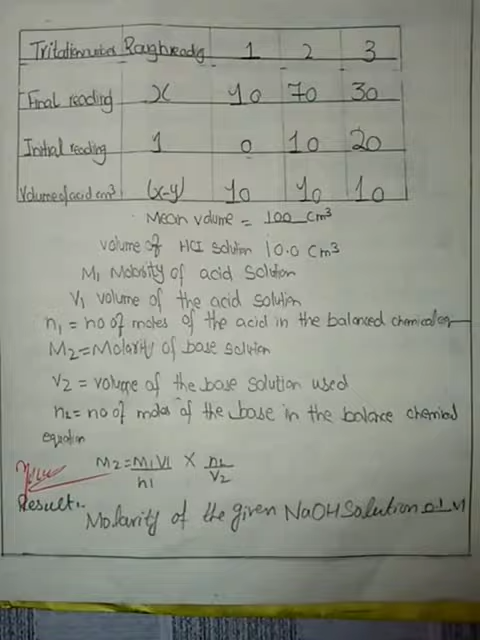 Tritation number Rough reading 1 2 3
Final reading x 10 70 30
Initial reading y 0 10 20
Volume of acid cm³ (x-y) 10 10 10
Mean volume = 100 cm³
Volume of HCl solution 10.0 cm³
M₁ Molarity of acid solution
V₁ volume of the acid solution
n₁ = no of moles of the acid in the balanced chemical eq
M₂ = Molarity of base solution
V₂ = volume of the base solution used
n₂ = no of moles of the base in the balance chemical
equation
M₂ = M₁V₁/n₁ × n₂/V₂
Result:.
Molarity of the given NaOH solution 0.1 M